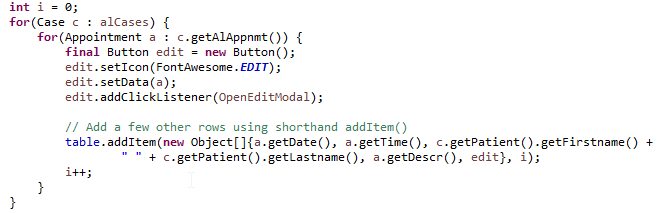 int i = 0;
for(Case c : alCases) {
    for(Appointment a : c.getAlAppnmt()) {
        final Button edit = new Button();
        edit.setIcon(FontAwesome.EDIT);
        edit.setData(a);
        edit.addClickListener(OpenEditModal);

        // Add a few other rows using shorthand addItem()
        table.addItem(new Object[]{a.getDate(), a.getTime(), c.getPatient().getFirstname() +
                " " + c.getPatient().getLastname(), a.getDescr(), edit}, i);
        i++;
    }
}